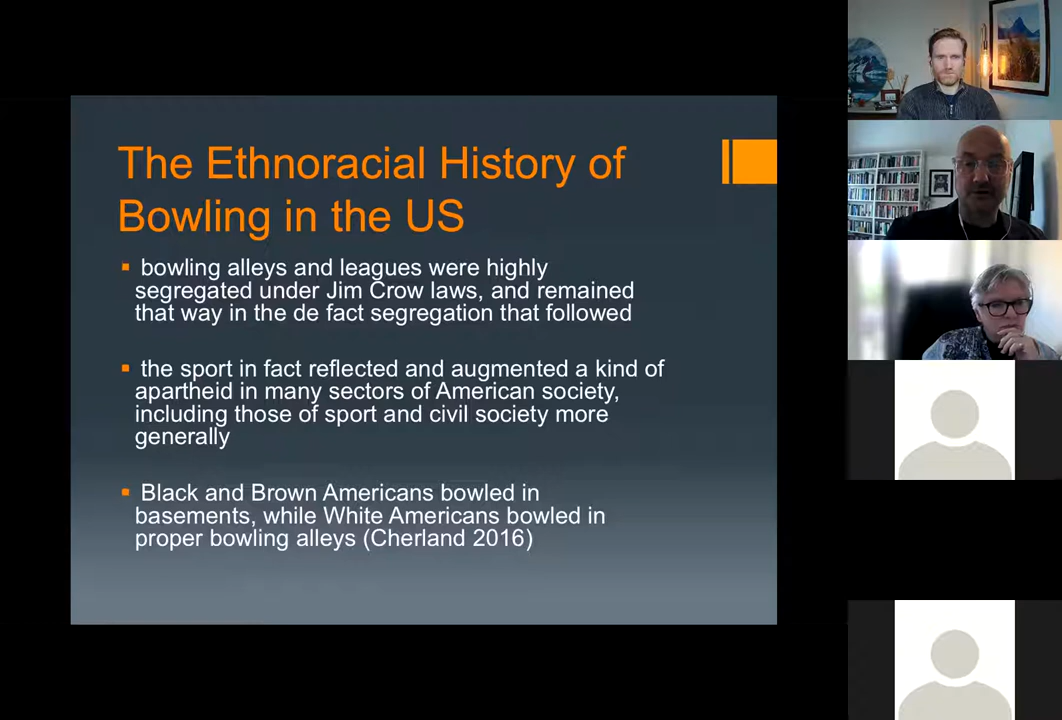 The Ethnoracial History of
Bowling in the US
bowling alleys and leagues were highly
segregated under Jim Crow laws, and remained
that way in the de fact segregation that followed
the sport in fact reflected and augmented a kind of
apartheid in many sectors of American society,
including those of sport and civil society more
generally
Black and Brown Americans bowled in
basements, while White Americans bowled in
proper bowling alleys (Cherland 2016)